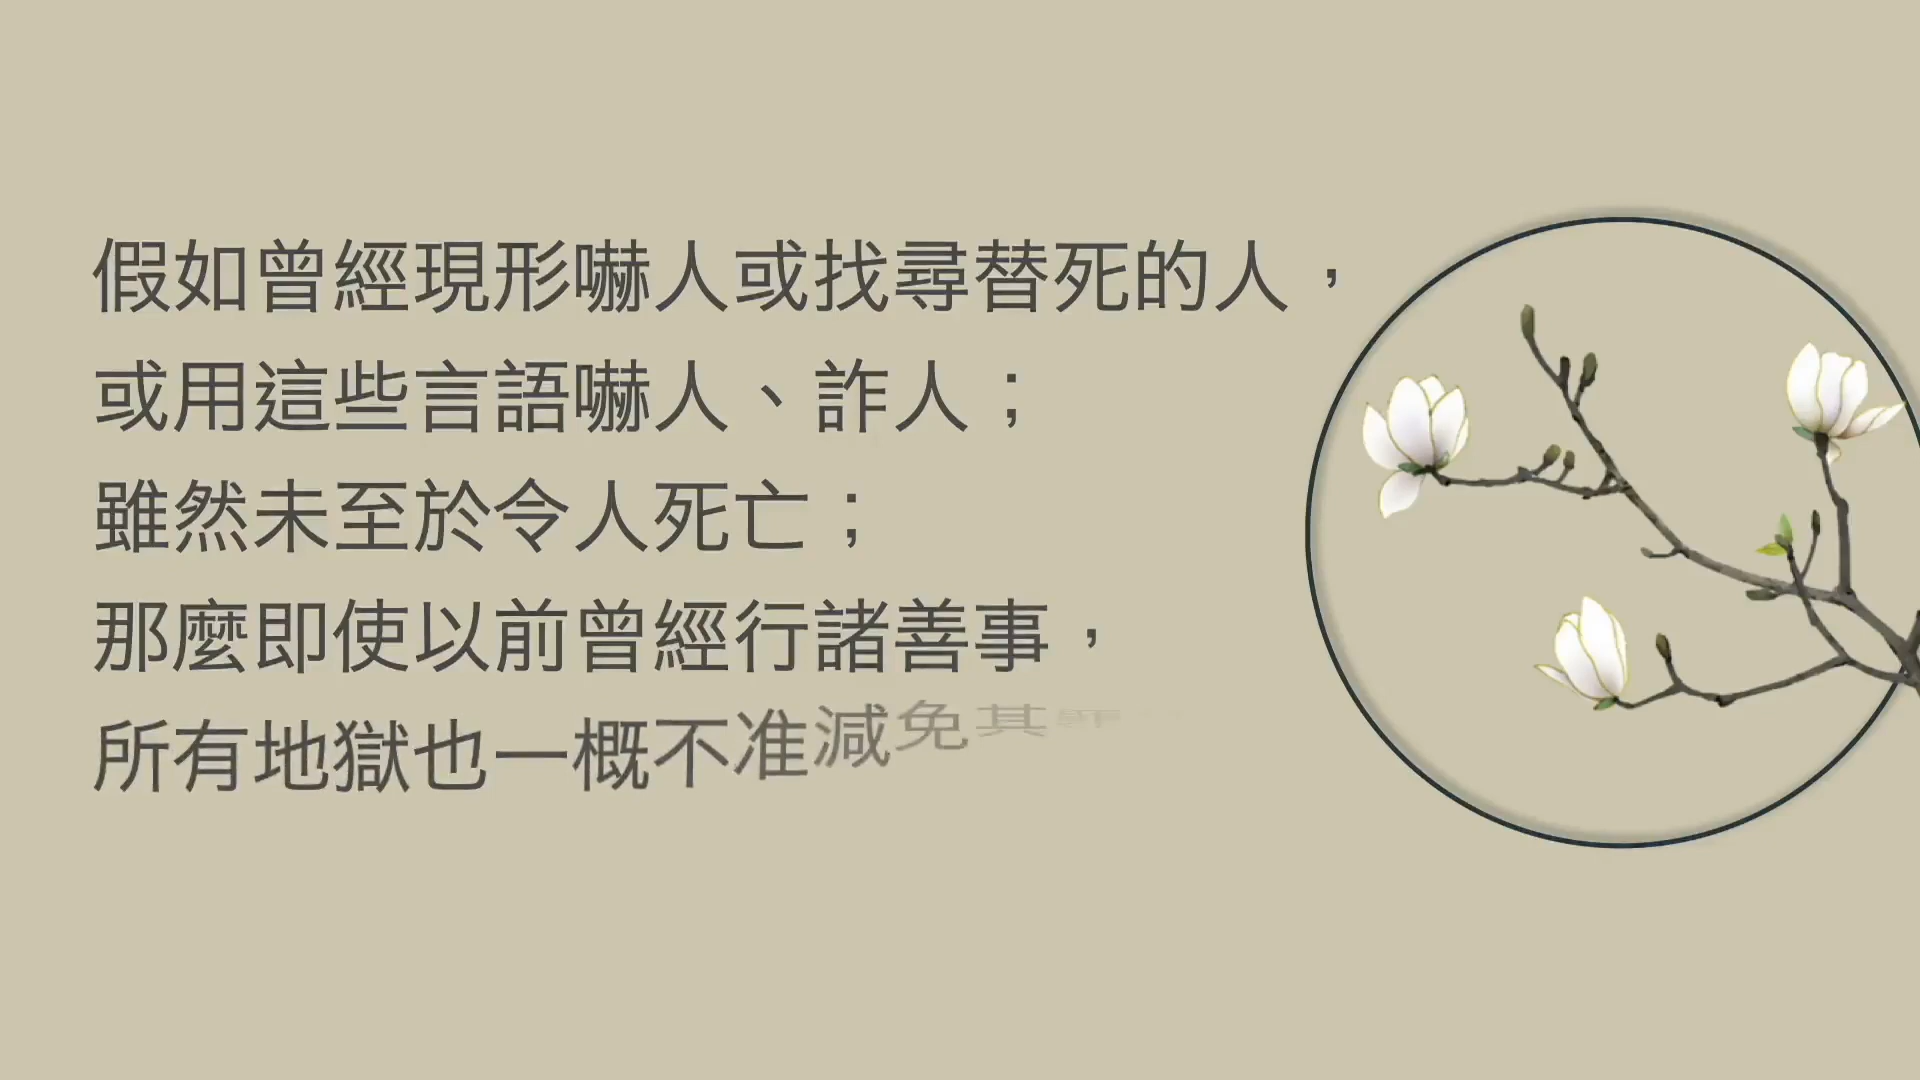 假如曾經現形嚇人或找尋替死的人，
或用這些言語嚇人、詐人；
雖然未至於令人死亡；
那麼即使以前曾經行諸善事，
所有地獄也一概不准減免其